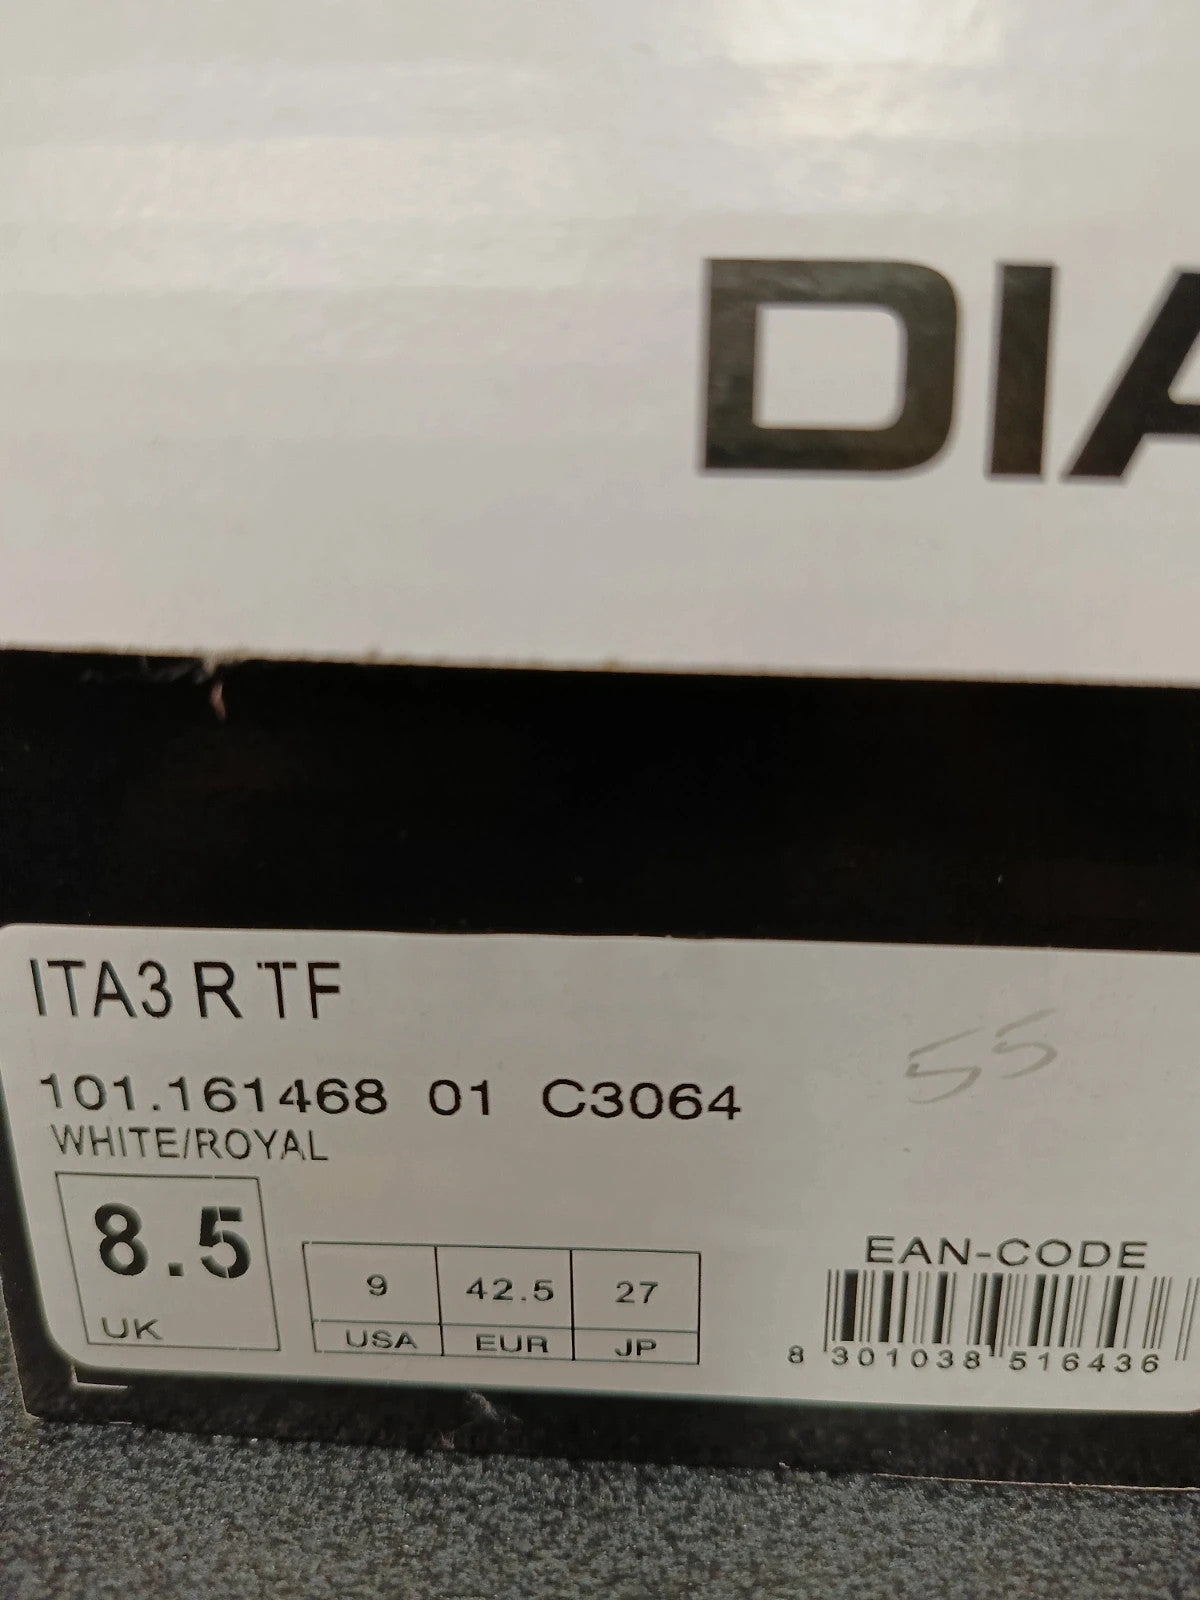 DIA
ITA3 R TF
55
101.161468 01 C3064
WHITE/ROYAL
8.5
UK
9 42.5 27
USA EUR JP
EAN-CODE
8 301038 516436